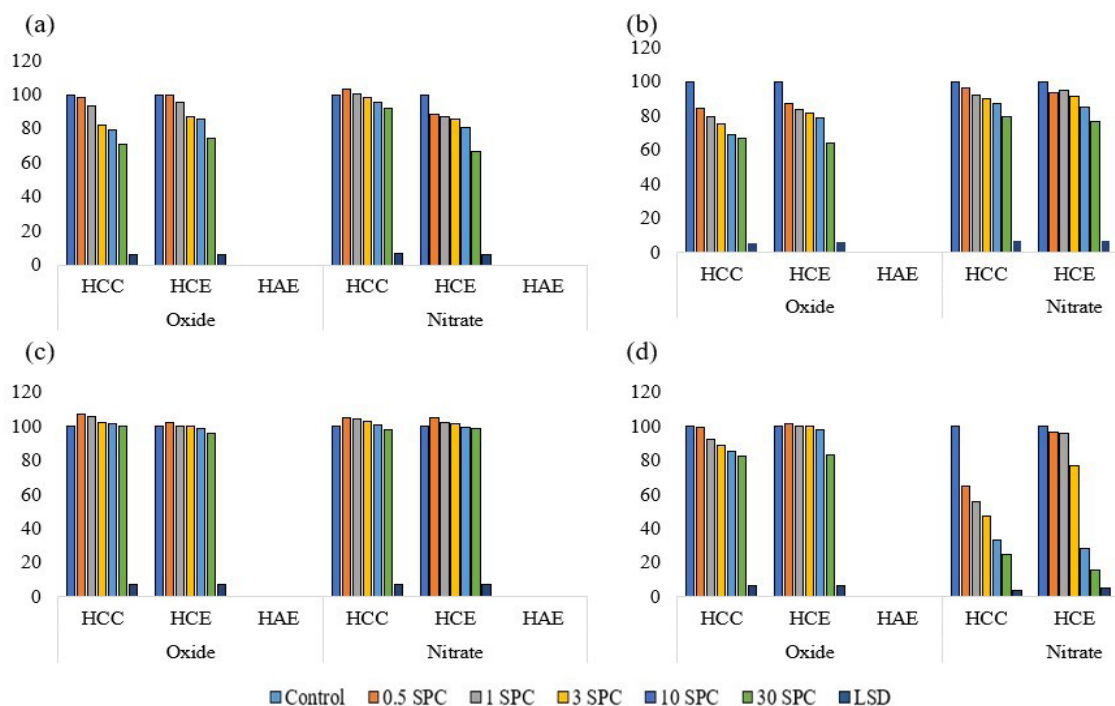 (a)
120
100
80
60
40
20
0
HCC HCE HAE HCC HCE HAE
Oxide Nitrate
(b)
120
100
80
60
40
20
0
HCC HCE HAE HCC HCE
Oxide Nitrate
(c)
120
100
80
60
40
20
0
HCC HCE HAE HCC HCE HAE
Oxide Nitrate
(d)
120
100
80
60
40
20
0
HCC HCE HAE HCC HCE
Oxide Nitrate
Control 0.5 SPC 1 SPC 3 SPC 10 SPC 30 SPC LSD